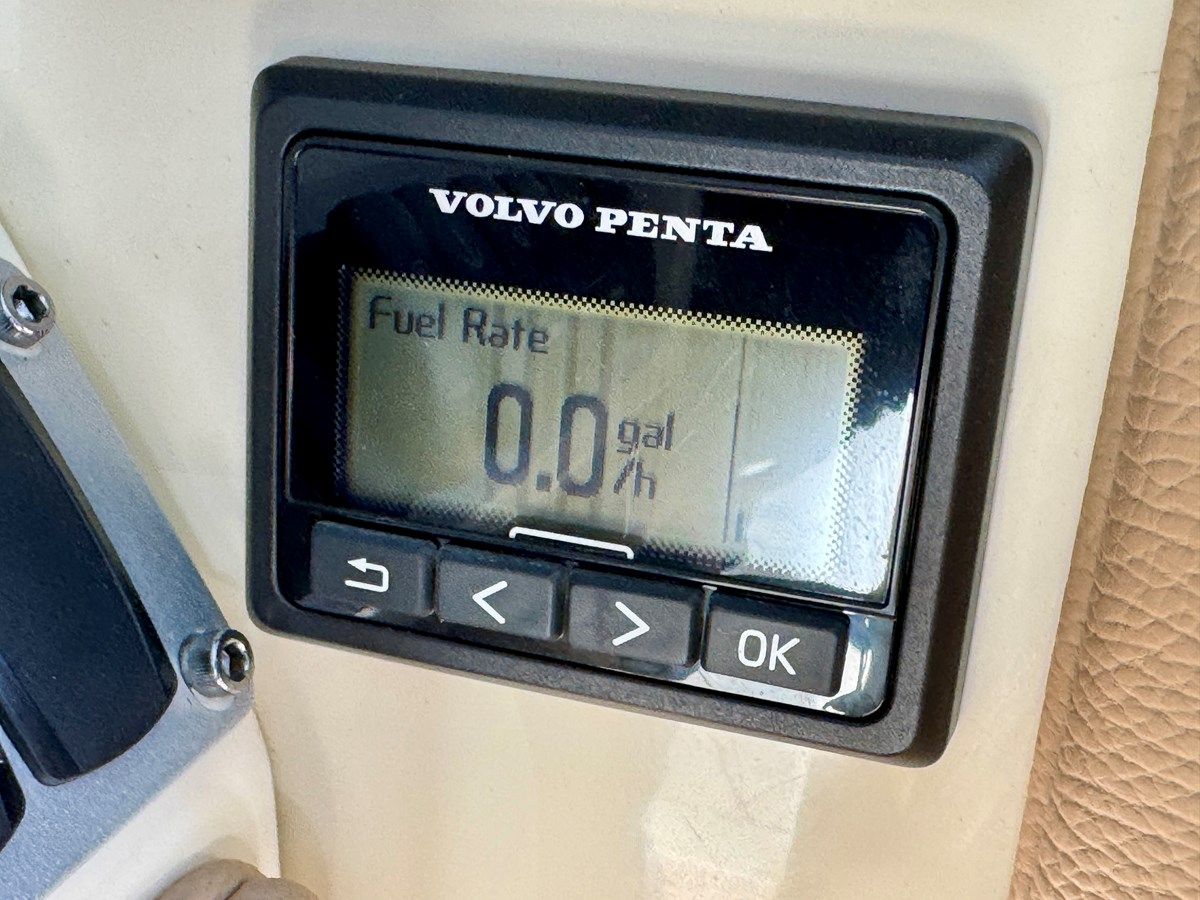 VOLVO PENTA
Fuel Rate
0.0 gal
/h
< > OK